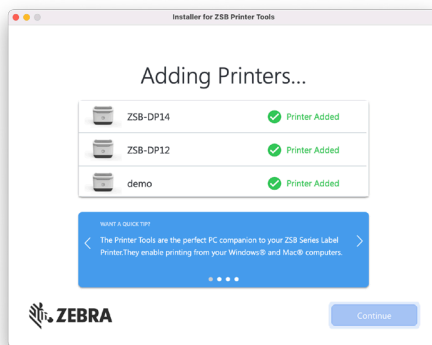 Installer for ZSB Printer Tools
Adding Printers...
ZSB-DP14
Printer Added
ZSB-DP12
Printer Added
demo
Printer Added
WANT A QUICK TIP?
The Printer Tools are the perfect PC companion to your ZSB Series Label
Printer.They enable printing from your Windows® and Mac® computers.
ZEBRA
Continue